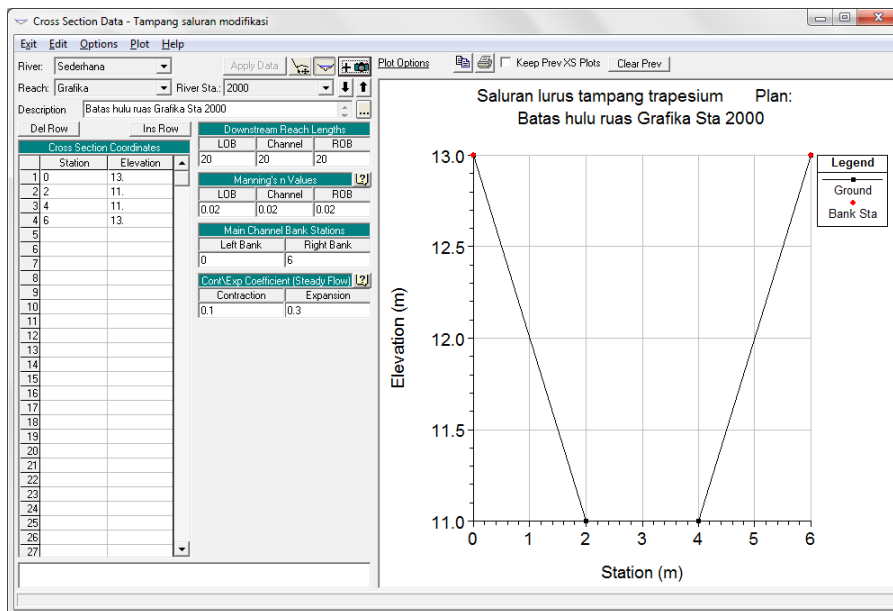 Cross Section Data - Tampang saluran modifikasi
Exit Edit Options Plot Help
River: Sederhana Apply Data
Reach: Grafika River Sta.: 2000
Description Batas hulu ruas Grafika Sta 2000 ...
Del Row Ins Row
Cross Section Coordinates
Station Elevation
1 0 13.
2 2 11.
3 4 11.
4 6 13.
5
6
7
8
9
10
11
12
13
14
15
16
17
18
19
20
21
22
23
24
25
26
27
Downstream Reach Lengths
LOB Channel ROB
20 20 20
Manning's n Values ?
LOB Channel ROB
0.02 0.02 0.02
Main Channel Bank Stations
Left Bank Right Bank
0 6
Cont\Exp Coefficient (Steady Flow) ?
Contraction Expansion
0.1 0.3
Plot Options Keep Prev XS Plots Clear Prev
Saluran lurus tampang trapesium Plan:
Batas hulu ruas Grafika Sta 2000
13.0
12.5
12.0
11.5
11.0
Elevation (m)
0 1 2 3 4 5 6
Station (m)
Legend
Ground
Bank Sta